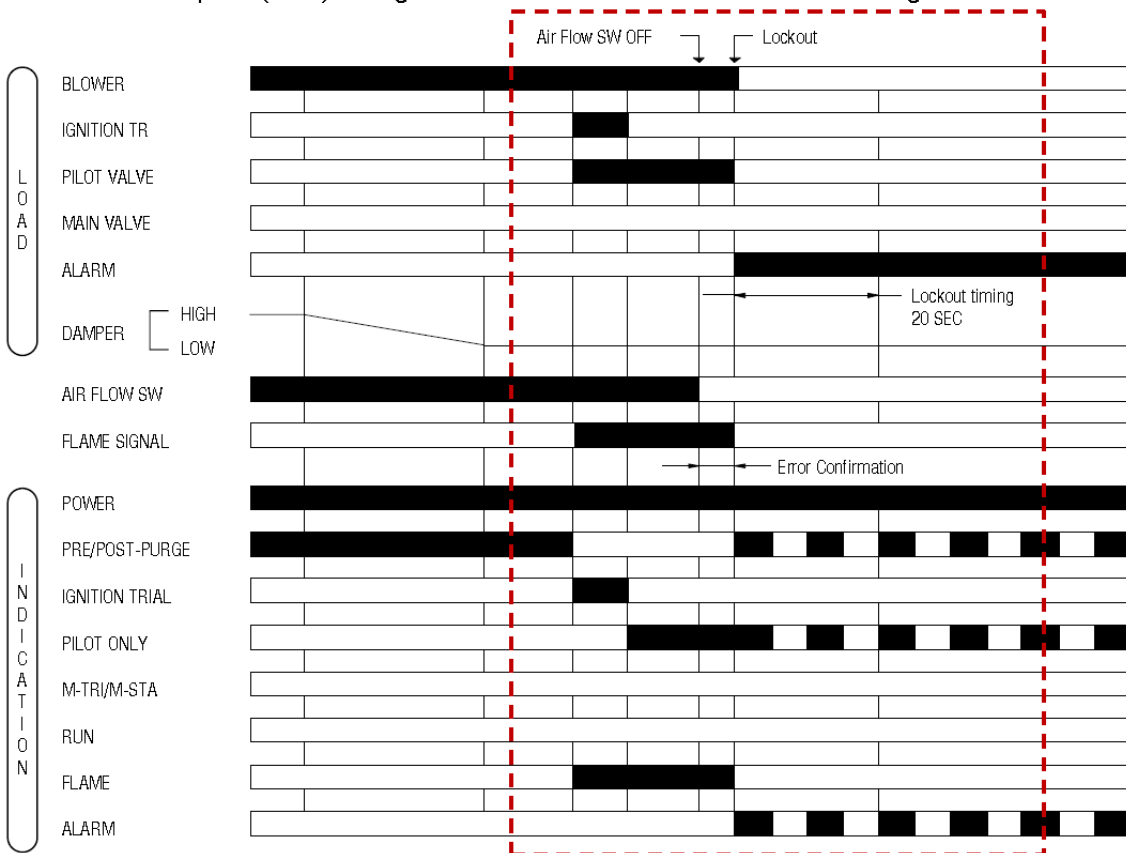 Air Flow SW OFF
Lockout
LOAD
BLOWER
IGNITION TR
PILOT VALVE
MAIN VALVE
ALARM
Lockout timing
20 SEC
DAMPER
HIGH
LOW
AIR FLOW SW
FLAME SIGNAL
Error Confirmation
INDICATION
POWER
PRE/POST-PURGE
IGNITION TRIAL
PILOT ONLY
M-TRI/M-STA
RUN
FLAME
ALARM